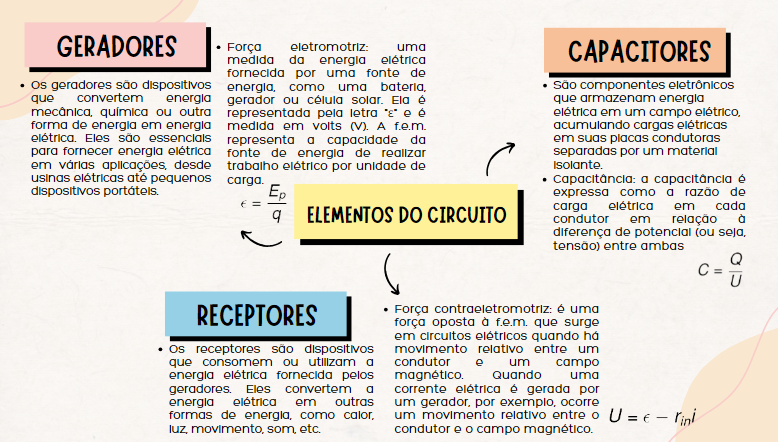 GERADORES
• Os geradores são dispositivos
que convertem energia
mecânica, química ou outra
forma de energia em energia
elétrica. Eles são essenciais
para fornecer energia elétrica
em várias aplicações, desde
usinas elétricas até pequenos
dispositivos portáteis.
• Força eletromotriz: uma
medida da energia elétrica
fornecida por uma fonte de
energia, como uma bateria,
gerador ou célula solar. Ela é
representada pela letra "ε" e é
medida em volts (V). A f.e.m.
representa a capacidade da
fonte de energia de realizar
trabalho elétrico por unidade de
carga.
ϵ = Ep/q
CAPACITORES
• São componentes eletrônicos
que armazenam energia
elétrica em um campo elétrico,
acumulando cargas elétricas
em suas placas condutoras
separadas por um material
isolante.
• Capacitância: a capacitância é
expressa como a razão de
carga elétrica em cada
condutor em relação à
diferença de potencial (ou seja,
tensão) entre ambas
C = Q/U
ELEMENTOS DO CIRCUITO
RECEPTORES
• Os receptores são dispositivos
que consomem ou utilizam a
energia elétrica fornecida pelos
geradores. Eles convertem a
energia elétrica em outras
formas de energia, como calor,
luz, movimento, som, etc.
• Força contraeletromotriz: é uma
força oposta à f.e.m. que surge
em circuitos elétricos quando há
movimento relativo entre um
condutor e um campo
magnético. Quando uma
corrente elétrica é gerada por
um gerador, por exemplo, ocorre
um movimento relativo entre o
condutor e o campo magnético.
U = ϵ − rini